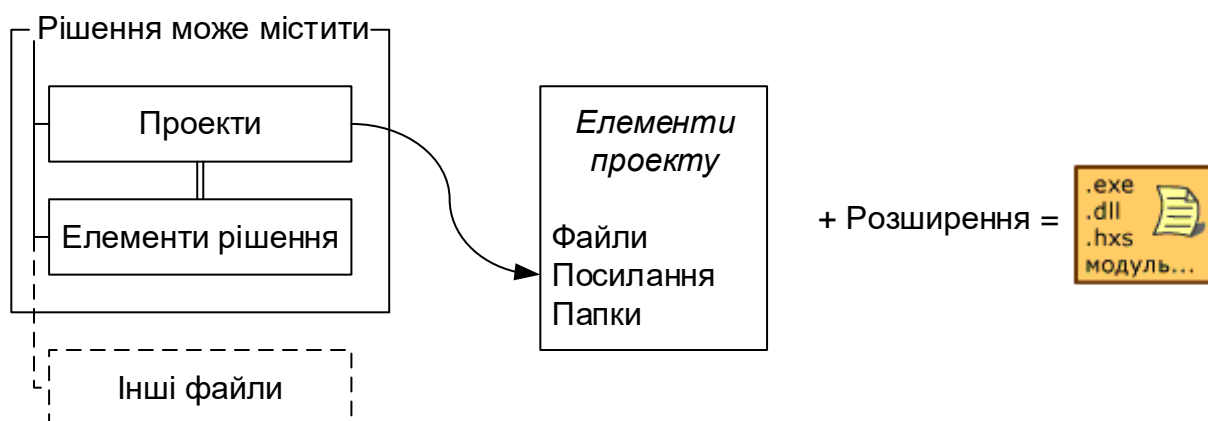 Рішення може містити
Проекти
Елементи рішення
Інші файли
Елементи
проекту
Файли
Посилання
Папки
+ Розширення =
.exe
.dll
.hxs
модуль...